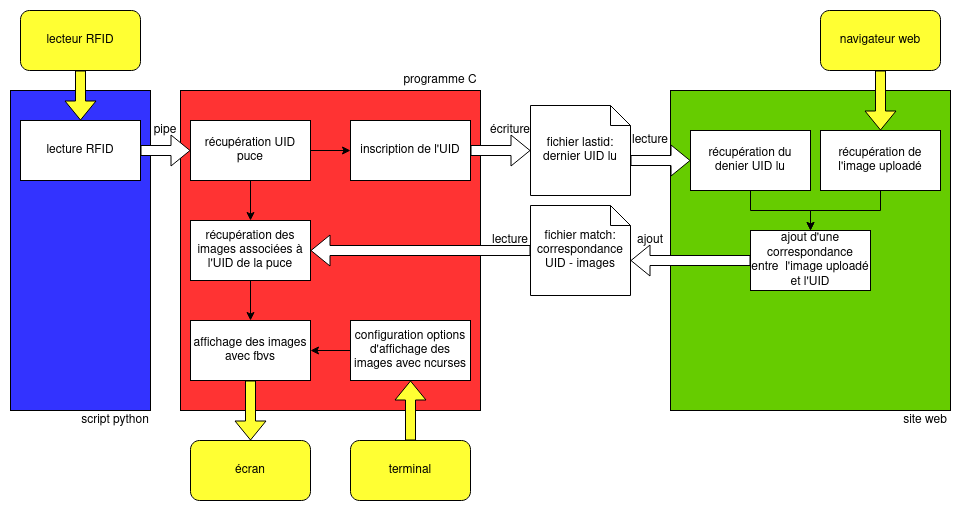 lecteur RFID
navigateur web
programme C
lecture RFID
pipe
récupération UID
puce
inscription de l'UID
écriture
fichier lastid:
dernier UID lu
lecture
récupération du
denier UID lu
récupération de
l'image uploadé
récupération des
images associées à
l'UID de la puce
lecture
fichier match:
correspondance
UID - images
ajout
ajout d'une
correspondance
entre l'image uploadé
et l'UID
affichage des images
avec fbvs
configuration options
d'affichage des
images avec ncurses
script python
site web
écran
terminal